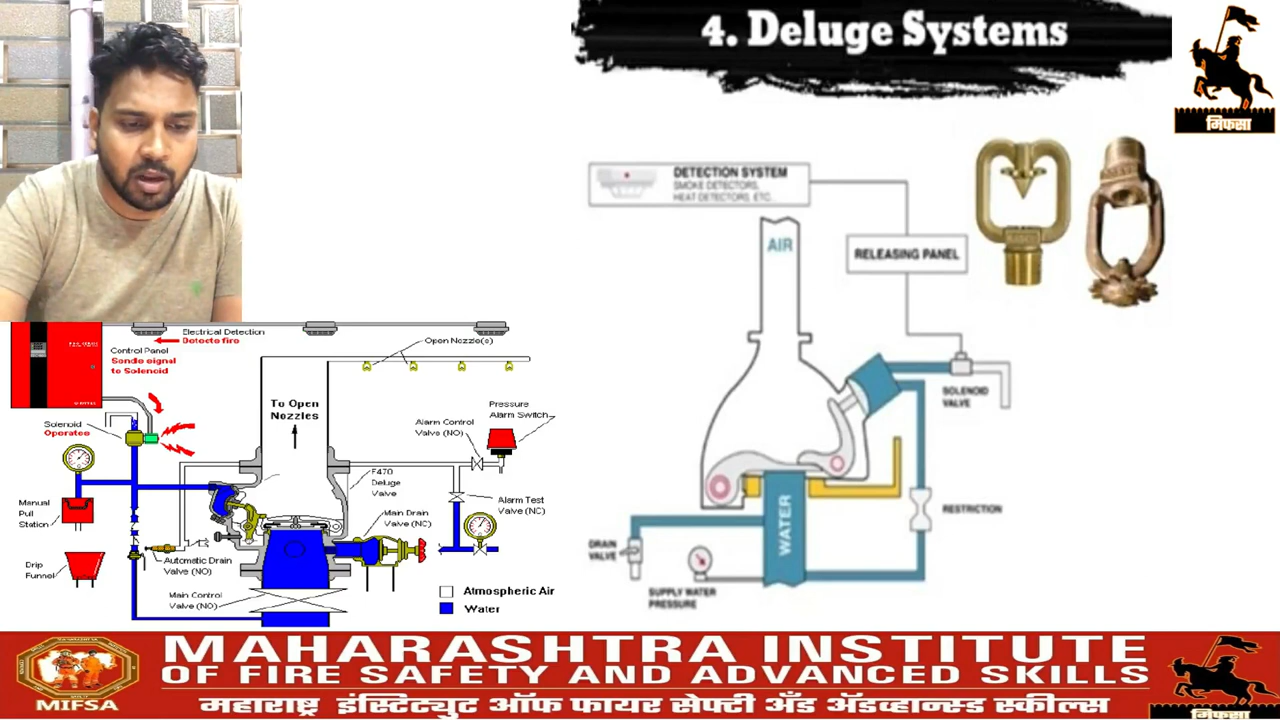 4. Deluge Systems
मिफसा
DETECTION SYSTEM
SMOKE DETECTORS,
HEAT DETECTORS, ETC..
AIR
RELEASING PANEL
SOLENOID
VALVE
RESTRICTION
WATER
DRAIN
VALVE
SUPPLY WATER
PRESSURE
Electrical Detection
Detects fire
Control Panel
Sends signal
to Solenoid
Open Nozzle(s)
To Open
Nozzles
Pressure
Alarm Switch
Alarm Control
Valve (NO)
Solenoid
Operates
F470
Deluge
Valve
Alarm Test
Valve (NC)
Manual
Pull
Station
Main Drain
Valve (NC)
Drip
Funnel
Automatic Drain
Valve (NO)
Main Control
Valve (NO)
Atmospheric Air
Water
MIFSA
MAHARASHTRA INSTITUTE
OF FIRE SAFETY AND ADVANCED SKILLS
महाराष्ट्र इंस्टिट्युट ऑफ फायर सेफ्टी अँड अ‍ॅडव्हान्स्ड स्कील्स
मिफसा